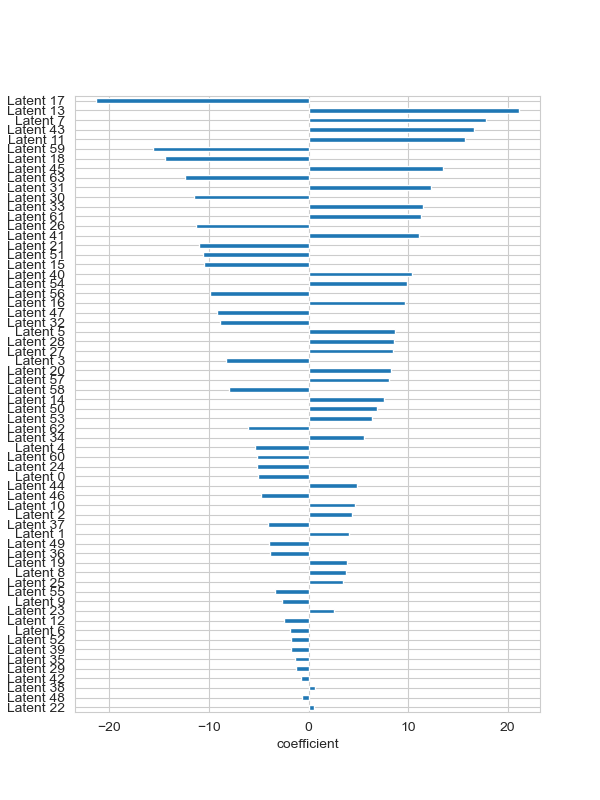 Latent 17
Latent 13
Latent 7
Latent 43
Latent 11
Latent 59
Latent 18
Latent 45
Latent 63
Latent 31
Latent 30
Latent 33
Latent 61
Latent 26
Latent 41
Latent 21
Latent 51
Latent 15
Latent 40
Latent 54
Latent 56
Latent 16
Latent 47
Latent 32
Latent 5
Latent 28
Latent 27
Latent 3
Latent 20
Latent 57
Latent 58
Latent 14
Latent 50
Latent 53
Latent 62
Latent 34
Latent 4
Latent 60
Latent 24
Latent 0
Latent 44
Latent 46
Latent 10
Latent 2
Latent 37
Latent 1
Latent 49
Latent 36
Latent 19
Latent 8
Latent 25
Latent 55
Latent 9
Latent 23
Latent 12
Latent 6
Latent 52
Latent 39
Latent 35
Latent 29
Latent 42
Latent 38
Latent 48
Latent 22
−20 −10 0 10 20
coefficient